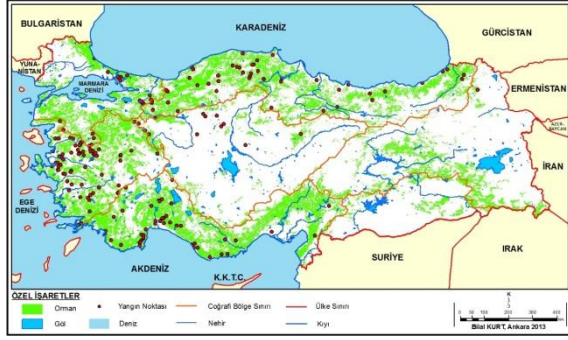 BULGARİSTAN
KARADENİZ
GÜRCİSTAN
YUNA-
NİSTAN
MARMARA
DENİZİ
ERMENİSTAN
İRAN
EGE
DENİZİ
AKDENİZ
K.K.T.C.
SURİYE
IRAK
ÖZEL İŞARETLER
Orman
Yangın Noktası
Coğrafi Bölge Sınırı
Ülke Sınırı
Göl
Deniz
Nehir
Kıyı
K
Bilal KURT, Ankara 2013